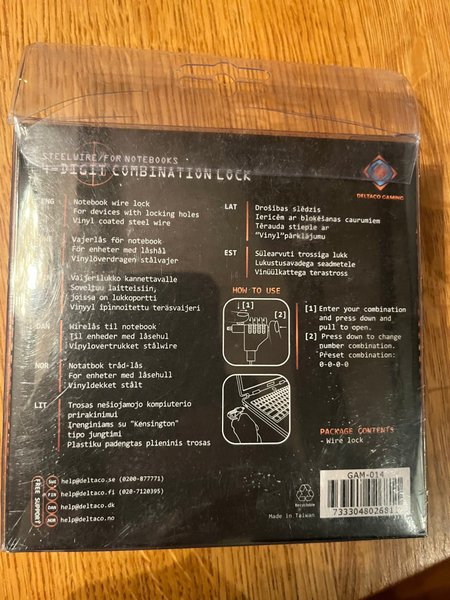 STEELWIRE/FOR NOTEBOOKS
4-DIGIT COMBINATION LOCK
DELTACO GAMING
ENG
Notebook wire lock
For devices with locking holes
Vinyl coated steel wire
Vajerlås för notebook
För enheter med låshål
Vinylöverdragen stålvajer
Vaijerilukko kannettavalle
Soveltuu laitteisiin,
joissa on lukkoportti
Vinyyl ipinnoitettu teräsvaijeri
DAN
Wirelås til notebook
Til enheder med låsehul
Vinylovertrukket stålwire
NOR
Notatbok tråd-lås
For enheder med låsehull
Vinyldekket stålt
LIT
Trosas nešiojamojo kompiuterio
prirakinimui
Įrenginiams su "Kensington"
tipo jungtimi
Plastiku padengtas plieninis trosas
LAT
Drošības slēdzis
Ierīcēm ar bloķēšanas caurumiem
Tērauda stieple ar
"Vinyl"pārklājumu
EST
Sülearvuti trossiga lukk
Lukustusavadega seadmetele
Vinüülkattega terastross
HOW TO USE
[1]
[2]
[1] Enter your combination
and press down and
pull to open.
[2] Press down to change
number combination.
Preset combination:
0-0-0-0
PACKAGE CONTENTS
- Wire lock
FREE SUPPORT
SWE help@deltaco.se (0200-877771)
FIN help@deltaco.fi (020-7120395)
DAN help@deltaco.dk
NOR help@deltaco.no
Recyclable
Made in Taiwan
GAM-014